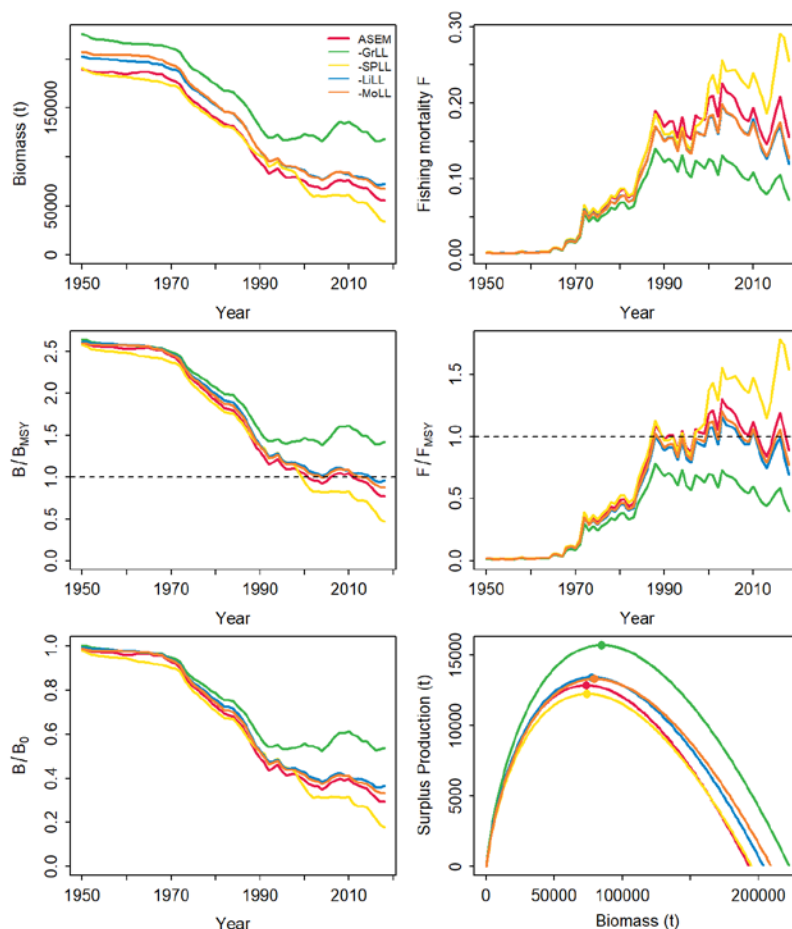 Biomass (t)
150000
50000
0
ASEM
-GrLL
-SPLL
-LiLL
-MoLL
1950 1970 1990 2010
Year
Fishing mortality F
0.30
0.20
0.10
0.00
1950 1970 1990 2010
Year
B/BMSY
2.5
2.0
1.5
1.0
0.5
0.0
1950 1970 1990 2010
Year
F/FMSY
1.5
1.0
0.5
0.0
1950 1970 1990 2010
Year
B/B0
1.0
0.8
0.6
0.4
0.2
0.0
1950 1970 1990 2010
Year
Surplus Production (t)
15000
10000
5000
0
0 50000 100000 200000
Biomass (t)